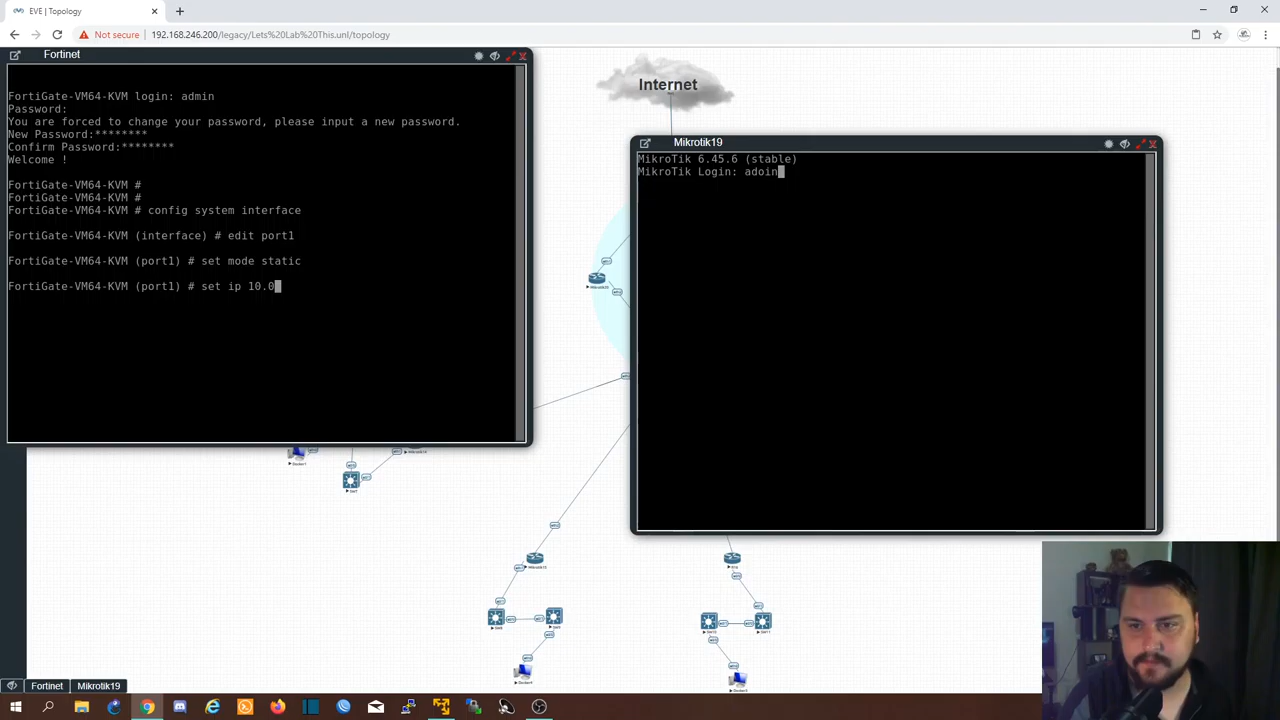 EVE | Topology
Not secure
192.168.246.200/legacy/Lets%20Lab%20This.unl/topology
Fortinet
FortiGate-VM64-KVM login: admin
Password:
You are forced to change your password, please input a new password.
New Password:********
Confirm Password:********
Welcome !
FortiGate-VM64-KVM #
FortiGate-VM64-KVM #
FortiGate-VM64-KVM # config system interface
FortiGate-VM64-KVM (interface) # edit port1
FortiGate-VM64-KVM (port1) # set mode static
FortiGate-VM64-KVM (port1) # set ip 10.0
Internet
Mikrotik19
MikroTik 6.45.6 (stable)
MikroTik Login: adoin
Fortinet
Mikrotik19